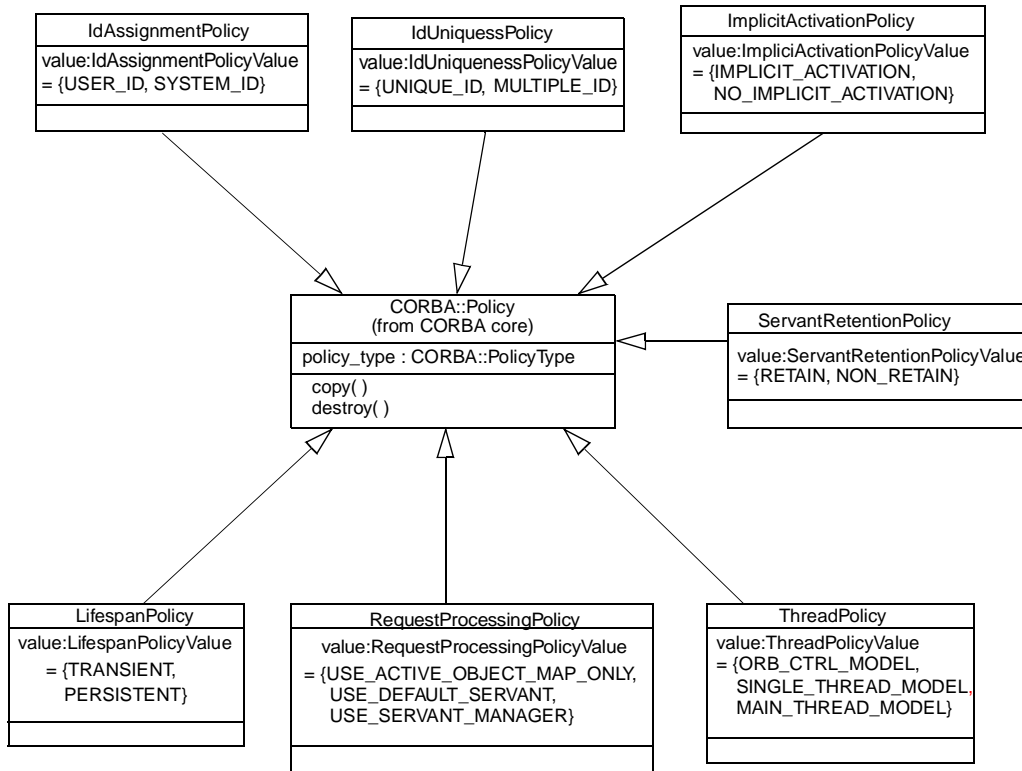 IdAssignmentPolicy
value:IdAssignmentPolicyValue
= {USER_ID, SYSTEM_ID}
IdUniquessPolicy
value:IdUniquenessPolicyValue
= {UNIQUE_ID, MULTIPLE_ID}
ImplicitActivationPolicy
value:ImpliciActivationPolicyValue
= {IMPLICIT_ACTIVATION,
NO_IMPLICIT_ACTIVATION}
CORBA::Policy
(from CORBA core)
policy_type : CORBA::PolicyType
copy( )
destroy( )
ServantRetentionPolicy
value:ServantRetentionPolicyValue
= {RETAIN, NON_RETAIN}
LifespanPolicy
value:LifespanPolicyValue
= {TRANSIENT,
PERSISTENT}
RequestProcessingPolicy
value:RequestProcessingPolicyValue
= {USE_ACTIVE_OBJECT_MAP_ONLY,
USE_DEFAULT_SERVANT,
USE_SERVANT_MANAGER}
ThreadPolicy
value:ThreadPolicyValue
= {ORB_CTRL_MODEL,
SINGLE_THREAD_MODEL,
MAIN_THREAD_MODEL}